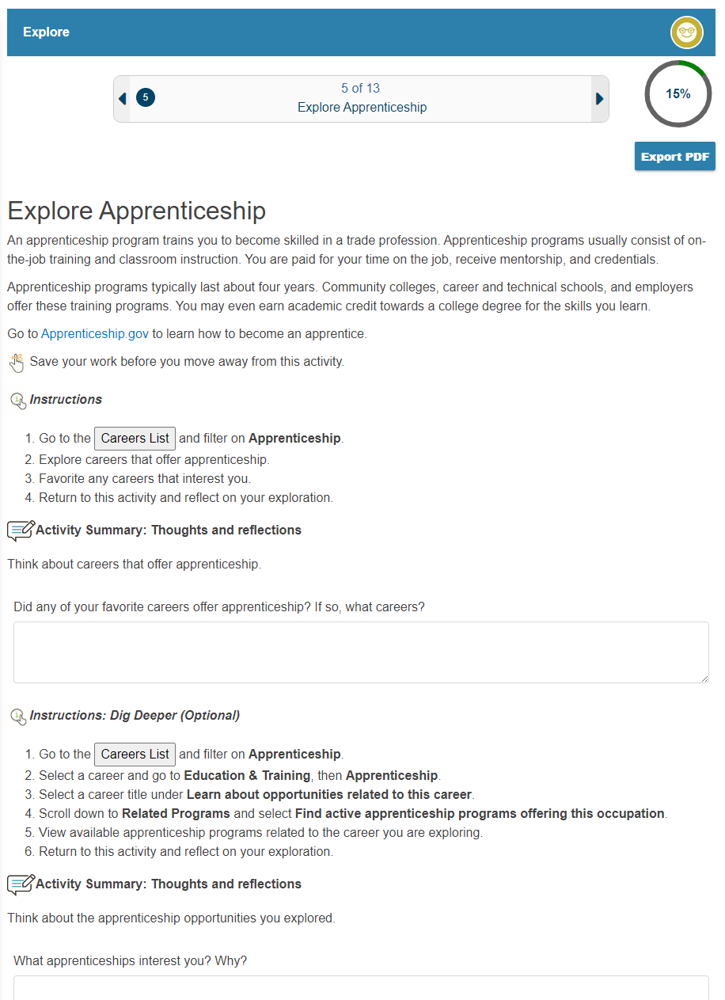 Explore
5
5 of 13
Explore Apprenticeship
15%
Export PDF
Explore Apprenticeship
An apprenticeship program trains you to become skilled in a trade profession. Apprenticeship programs usually consist of on-
the-job training and classroom instruction. You are paid for your time on the job, receive mentorship, and credentials.
Apprenticeship programs typically last about four years. Community colleges, career and technical schools, and employers
offer these training programs. You may even earn academic credit towards a college degree for the skills you learn.
Go to Apprenticeship.gov to learn how to become an apprentice.
Save your work before you move away from this activity.
Instructions
1. Go to the Careers List and filter on Apprenticeship.
2. Explore careers that offer apprenticeship.
3. Favorite any careers that interest you.
4. Return to this activity and reflect on your exploration.
Activity Summary: Thoughts and reflections
Think about careers that offer apprenticeship.
Did any of your favorite careers offer apprenticeship? If so, what careers?
Instructions: Dig Deeper (Optional)
1. Go to the Careers List and filter on Apprenticeship.
2. Select a career and go to Education & Training, then Apprenticeship.
3. Select a career title under Learn about opportunities related to this career.
4. Scroll down to Related Programs and select Find active apprenticeship programs offering this occupation.
5. View available apprenticeship programs related to the career you are exploring.
6. Return to this activity and reflect on your exploration.
Activity Summary: Thoughts and reflections
Think about the apprenticeship opportunities you explored.
What apprenticeships interest you? Why?